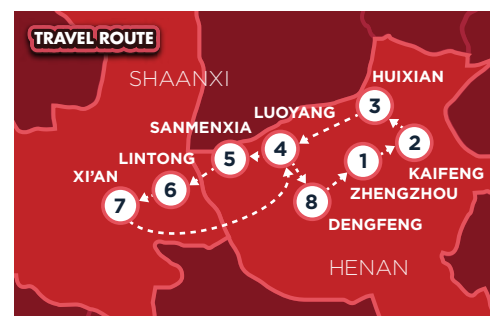 TRAVEL ROUTE
SHAANXI
HUIXIAN
LUOYANG
3
SANMENXIA
2
LINTONG
5
4
1
KAIFENG
XI'AN
6
ZHENGZHOU
7
8
DENGFENG
HENAN